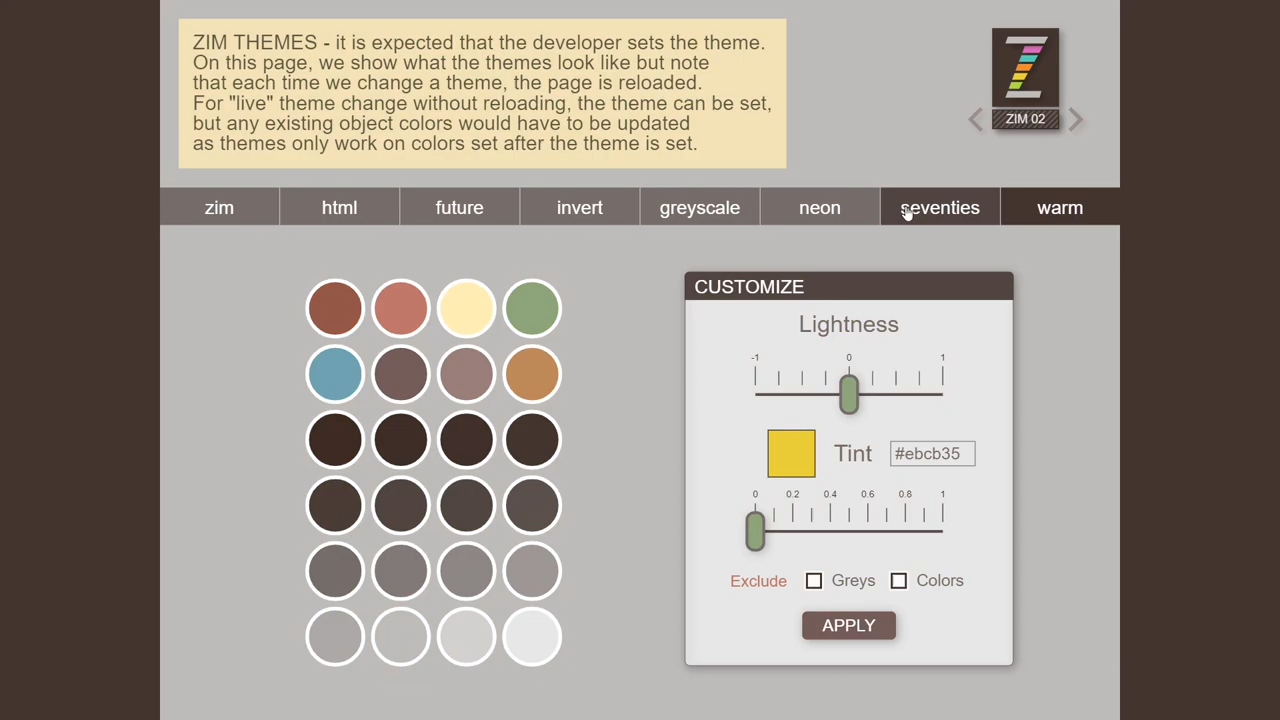 ZIM THEMES - it is expected that the developer sets the theme.
On this page, we show what the themes look like but note
that each time we change a theme, the page is reloaded.
For "live" theme change without reloading, the theme can be set,
but any existing object colors would have to be updated
as themes only work on colors set after the theme is set.
ZIM 02
zim html future invert greyscale neon seventies warm
CUSTOMIZE
Lightness
-1 0 1
Tint #ebcb35
0 0.2 0.4 0.6 0.8 1
Exclude Greys Colors
APPLY